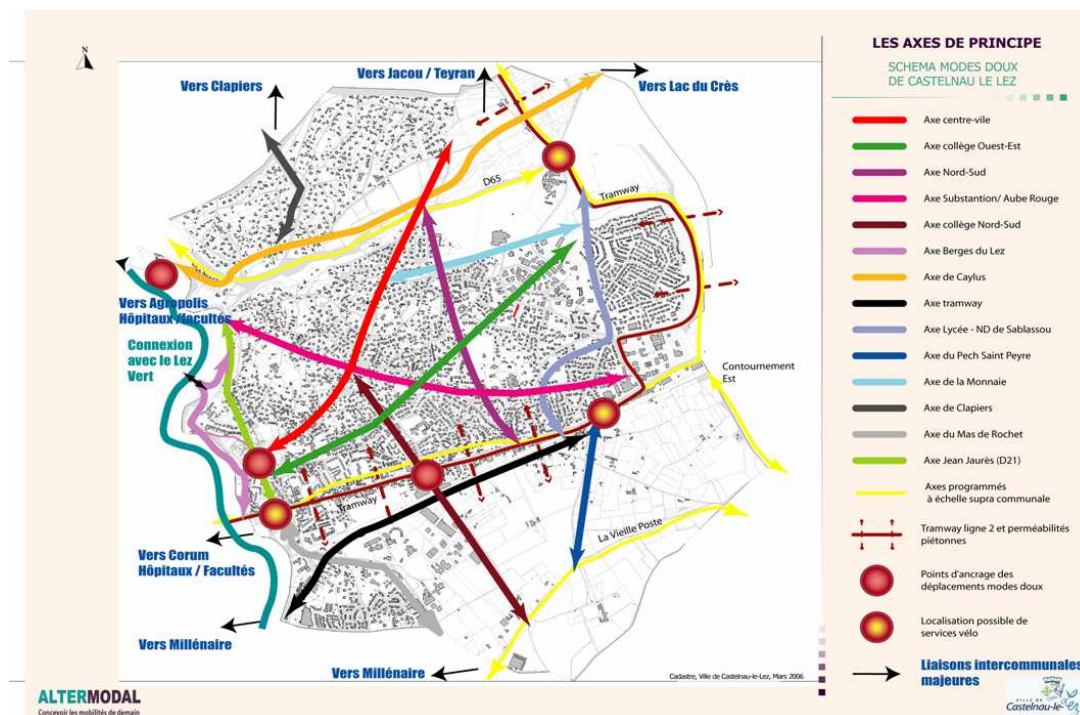 N
Vers Clapiers
Vers Jacou / Teyran
Vers Lac du Crès
D65
Tramway
Vers Agropolis
Hôpitaux /facultés
Connexion
avec le Lez
Vert
Contournement
Est
Tramway
La Vieille Poste
Vers Corum
Hôpitaux / Facultés
Vers Millénaire
Vers Millénaire
Cadastre, Ville de Castelnau-le-Lez, Mars 2006
ALTERMODAL
Concevoir les mobilités de demain
LES AXES DE PRINCIPE
SCHEMA MODES DOUX
DE CASTELNAU LE LEZ
Axe centre-vile
Axe collège Ouest-Est
Axe Nord-Sud
Axe Substantion/ Aube Rouge
Axe collège Nord-Sud
Axe Berges du Lez
Axe de Caylus
Axe tramway
Axe Lycée - ND de Sablassou
Axe du Pech Saint Peyre
Axe de la Monnaie
Axe de Clapiers
Axe du Mas de Rochet
Axe Jean Jaurès (D21)
Axes programmés
à échelle supra communale
Tramway ligne 2 et perméabilités
piétonnes
Points d'ancrage des
déplacements modes doux
Localisation possible de
services vélo
Liaisons intercommunales
majeures
VILLE DE
Castelnau-le-Lez